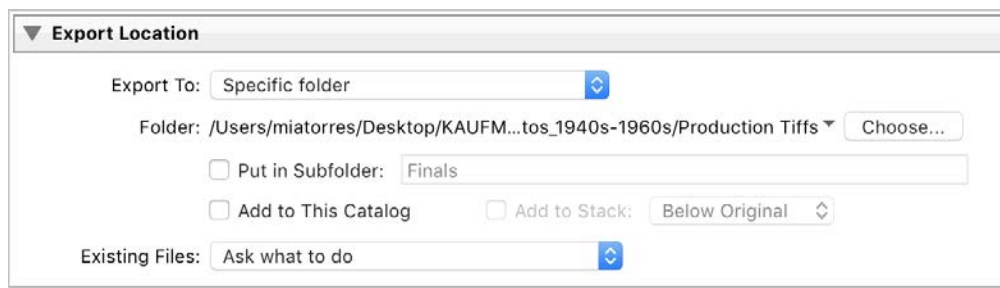 Export Location
Export To: Specific folder
Folder: /Users/miatorres/Desktop/KAUFM...tos_1940s-1960s/Production Tiffs Choose...
Put in Subfolder: Finals
Add to This Catalog Add to Stack: Below Original
Existing Files: Ask what to do